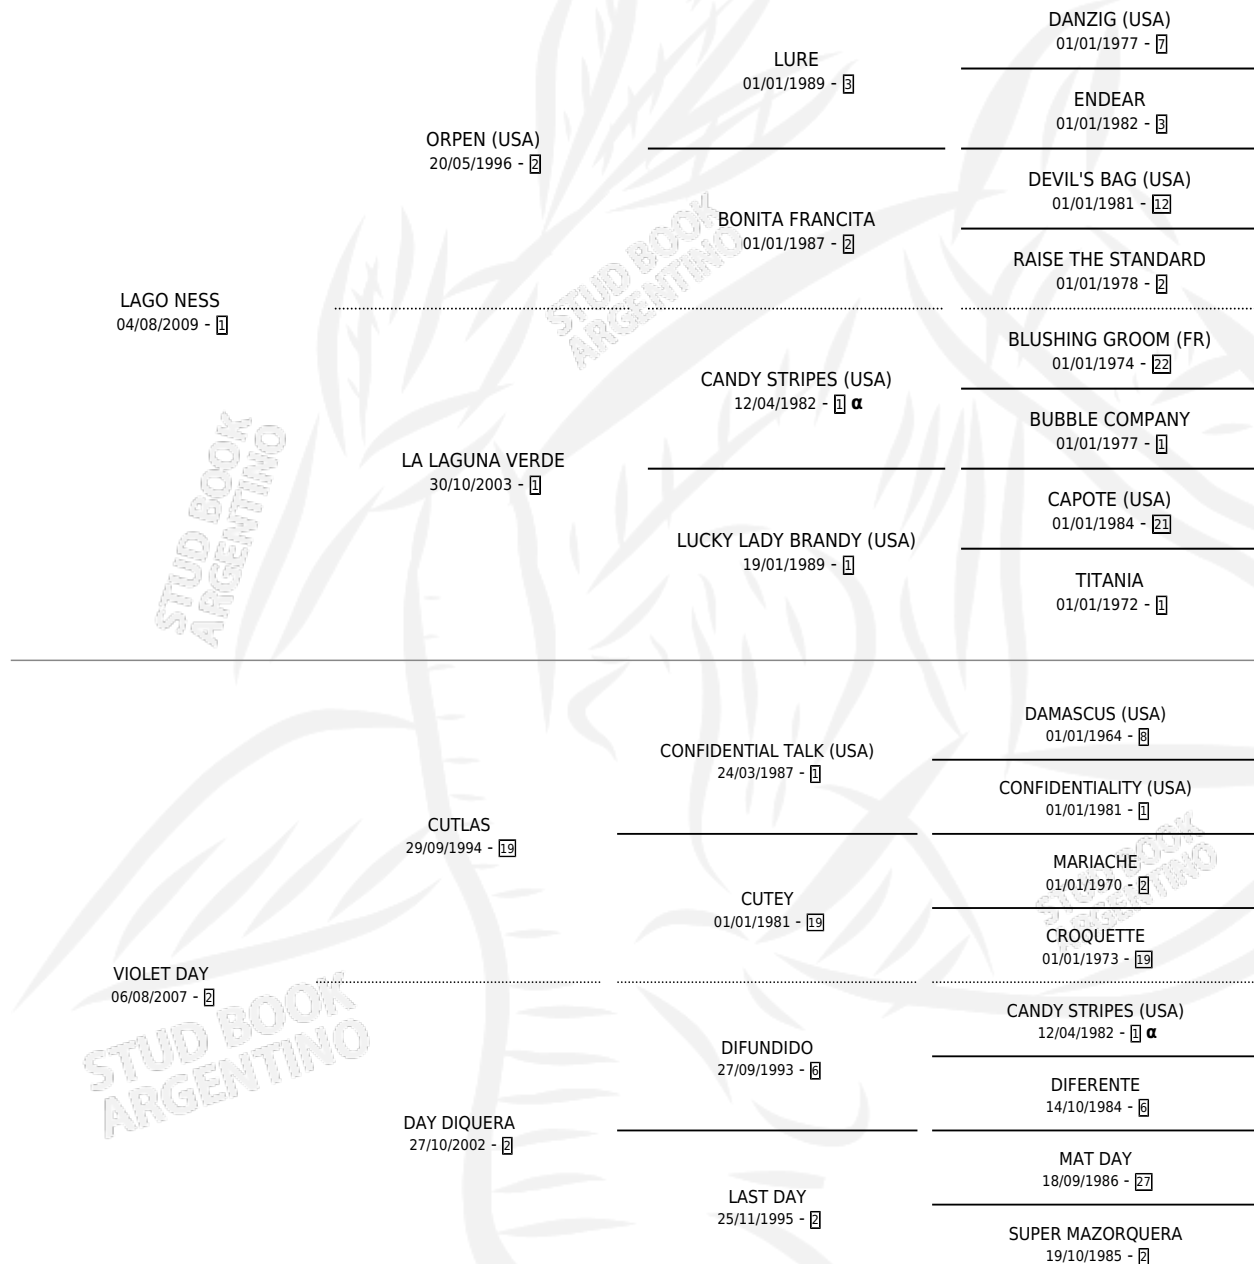 DANZIG (USA)
01/01/1977 - 7
LURE
01/01/1989 - 3
ENDEAR
01/01/1982 - 3
ORPEN (USA)
20/05/1996 - 2
DEVIL'S BAG (USA)
01/01/1981 - 12
BONITA FRANCITA
01/01/1987 - 2
RAISE THE STANDARD
01/01/1978 - 2
LAGO NESS
04/08/2009 - 1
BLUSHING GROOM (FR)
01/01/1974 - 22
CANDY STRIPES (USA)
12/04/1982 - 1 α
BUBBLE COMPANY
01/01/1977 - 1
LA LAGUNA VERDE
30/10/2003 - 1
CAPOTE (USA)
01/01/1984 - 21
LUCKY LADY BRANDY (USA)
19/01/1989 - 1
TITANIA
01/01/1972 - 1
DAMASCUS (USA)
01/01/1964 - 8
CONFIDENTIAL TALK (USA)
24/03/1987 - 1
CONFIDENTIALITY (USA)
01/01/1981 - 1
CUTLAS
29/09/1994 - 19
MARIACHE
01/01/1970 - 2
CUTEY
01/01/1981 - 19
CROQUETTE
01/01/1973 - 19
VIOLET DAY
06/08/2007 - 2
CANDY STRIPES (USA)
12/04/1982 - 1 α
DIFUNDIDO
27/09/1993 - 6
DIFERENTE
14/10/1984 - 6
DAY DIQUERA
27/10/2002 - 2
MAT DAY
18/09/1986 - 27
LAST DAY
25/11/1995 - 2
SUPER MAZORQUERA
19/10/1985 - 2
STUD BOOK
ARGENTINO
STUD BOOK
ARGENTINO
STUD BOOK
ARGENTINO
STUD BOOK
ARGENTINO